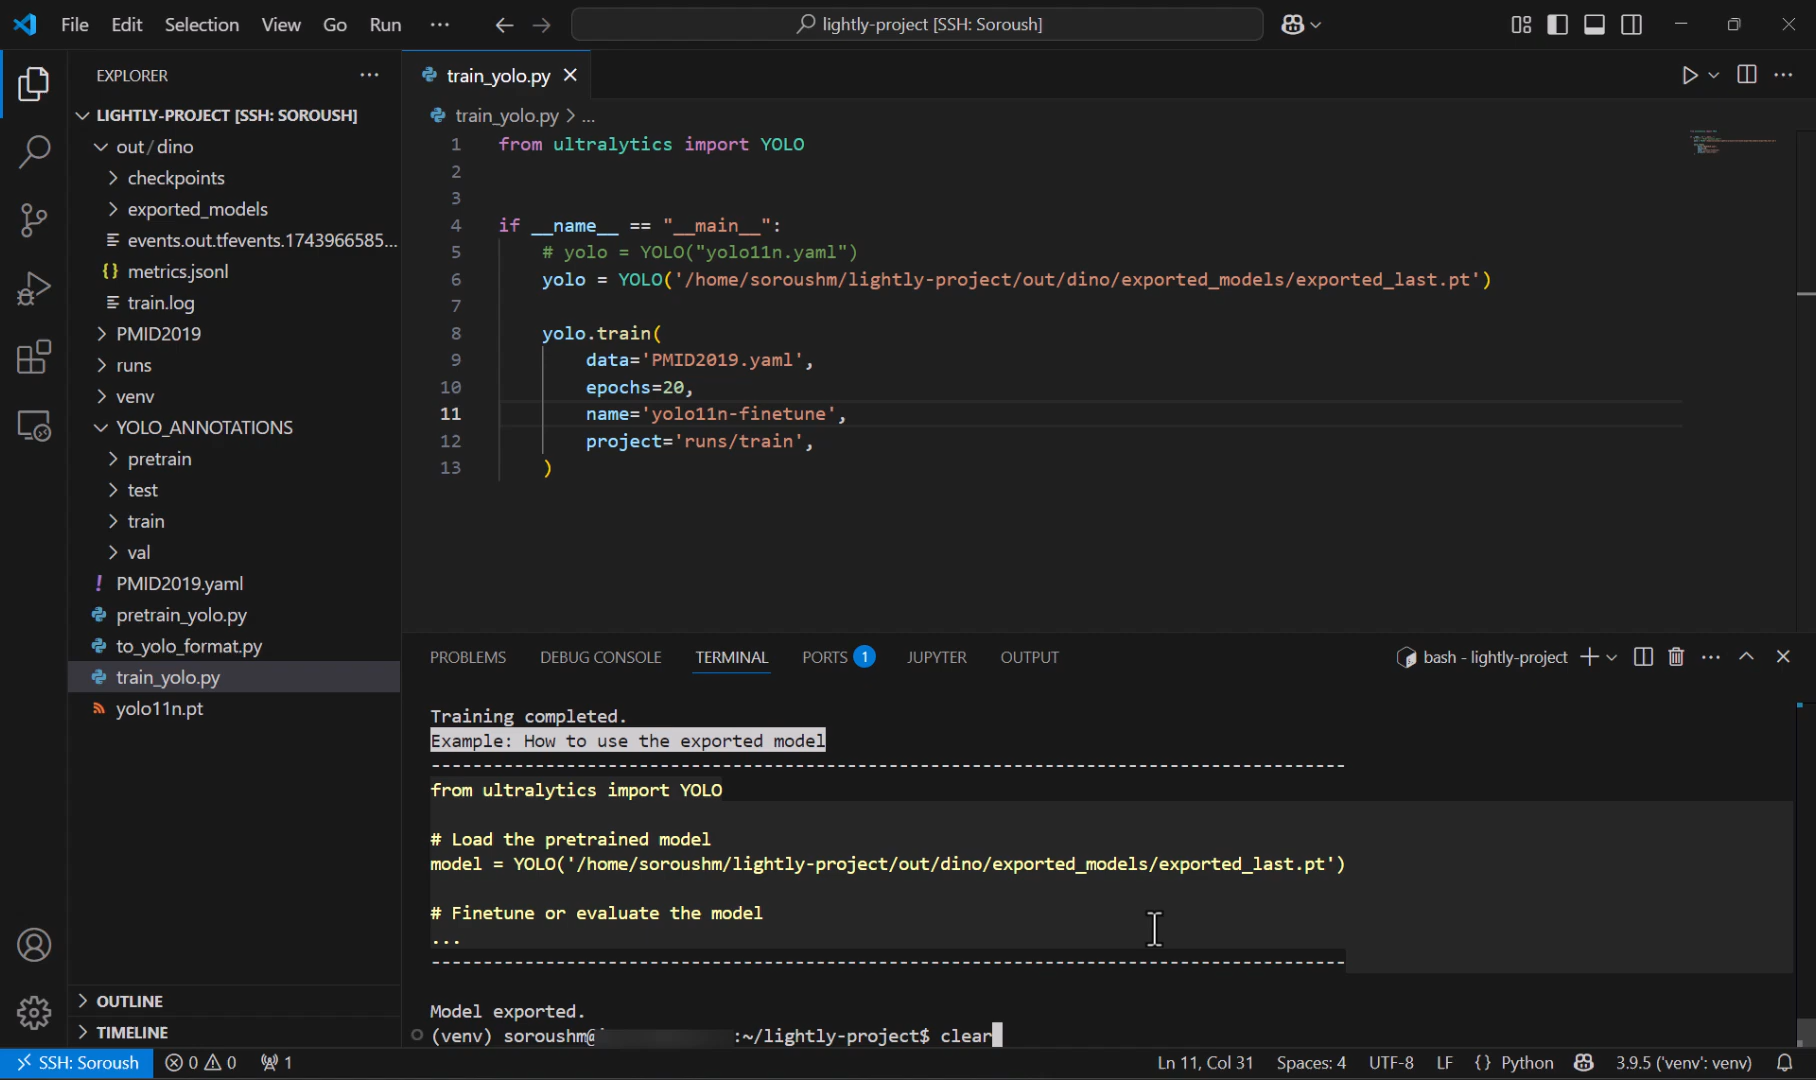 File Edit Selection View Go Run ··· lightly-project [SSH: Soroush]
EXPLORER ···
LIGHTLY-PROJECT [SSH: SOROUSH]
out/dino
checkpoints
exported_models
events.out.tfevents.1743966585...
metrics.jsonl
train.log
PMID2019
runs
venv
YOLO_ANNOTATIONS
pretrain
test
train
val
PMID2019.yaml
pretrain_yolo.py
to_yolo_format.py
train_yolo.py
yolo11n.pt
OUTLINE
TIMELINE
train_yolo.py
train_yolo.py > ...
1 from ultralytics import YOLO
2
3
4 if __name__ == "__main__":
5 # yolo = YOLO("yolo11n.yaml")
6 yolo = YOLO('/home/soroushm/lightly-project/out/dino/exported_models/exported_last.pt')
7
8 yolo.train(
9 data='PMID2019.yaml',
10 epochs=20,
11 name='yolo11n-finetune',
12 project='runs/train',
13 )
PROBLEMS DEBUG CONSOLE TERMINAL PORTS 1 JUPYTER OUTPUT bash - lightly-project
Training completed.
Example: How to use the exported model
----------------------------------------------------------------------------------------
from ultralytics import YOLO
# Load the pretrained model
model = YOLO('/home/soroushm/lightly-project/out/dino/exported_models/exported_last.pt')
# Finetune or evaluate the model
...
----------------------------------------------------------------------------------------
Model exported.
(venv) soroushm@ :~/lightly-project$ clear
SSH: Soroush 0 0 1 Ln 11, Col 31 Spaces: 4 UTF-8 LF {} Python 3.9.5 ('venv': venv)